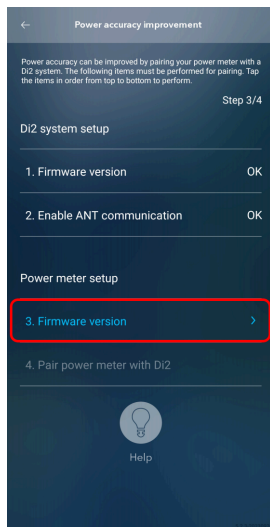 Power accuracy improvement
Power accuracy can be improved by pairing your power meter with a
Di2 system. The following items must be performed for pairing. Tap
the items in order from top to bottom to perform.
Step 3/4
Di2 system setup
1. Firmware version OK
2. Enable ANT communication OK
Power meter setup
3. Firmware version
4. Pair power meter with Di2
Help